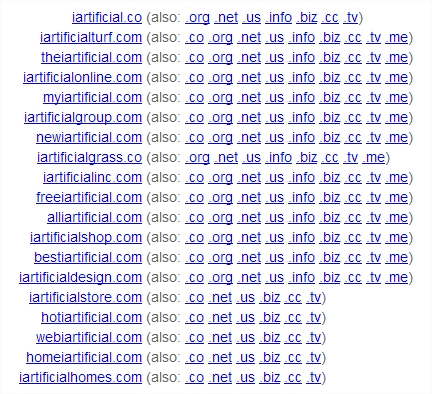 iartificial.co (also: .org .net .us .info .biz .cc .tv)
iartificialturf.com (also: .co .org .net .us .info .biz .cc .tv .me)
theiartificial.com (also: .co .org .net .us .info .biz .cc .tv .me)
iartificialonline.com (also: .co .org .net .us .info .biz .cc .tv .me)
myiartificial.com (also: .co .org .net .us .info .biz .cc .tv .me)
iartificialgroup.com (also: .co .org .net .us .info .biz .cc .tv .me)
newiartificial.com (also: .co .org .net .us .info .biz .cc .tv .me)
iartificialgrass.co (also: .org .net .us .info .biz .cc .tv .me)
iartificialinc.com (also: .co .org .net .us .info .biz .cc .tv .me)
freeiartificial.com (also: .co .org .net .us .info .biz .cc .tv .me)
alliartificial.com (also: .co .org .net .us .info .biz .cc .tv .me)
iartificialshop.com (also: .co .org .net .us .info .biz .cc .tv .me)
bestiartificial.com (also: .co .org .net .us .info .biz .cc .tv .me)
iartificialdesign.com (also: .co .org .net .us .info .biz .cc .tv .me)
iartificialstore.com (also: .co .net .us .biz .cc .tv)
hotiartificial.com (also: .co .net .us .biz .cc .tv)
webiartificial.com (also: .co .net .us .biz .cc .tv)
homeiartificial.com (also: .co .net .us .biz .cc .tv)
iartificialhomes.com (also: .co .net .us .biz .cc .tv)